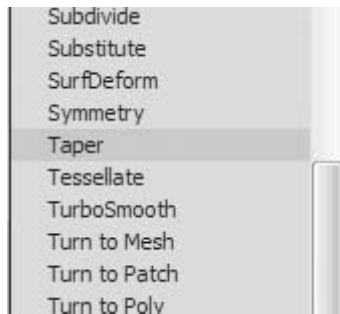 Subdivide
Substitute
SurfDeform
Symmetry
Taper
Tessellate
TurboSmooth
Turn to Mesh
Turn to Patch
Turn to Poly